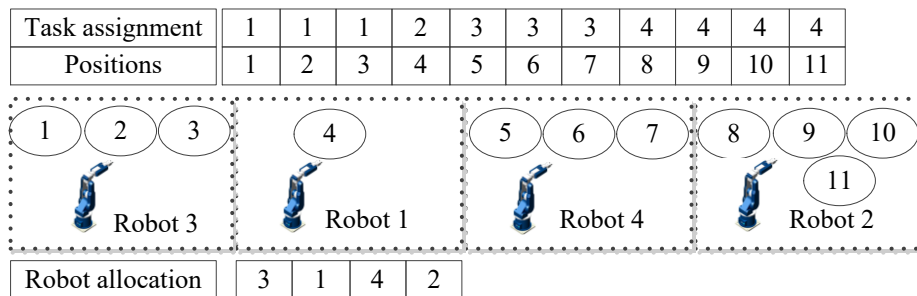 Task assignment 1 1 1 2 3 3 3 4 4 4 4
Positions 1 2 3 4 5 6 7 8 9 10 11
1 2 3 4 5 6 7 8 9 10
11
Robot 3 Robot 1 Robot 4 Robot 2
Robot allocation 3 1 4 2